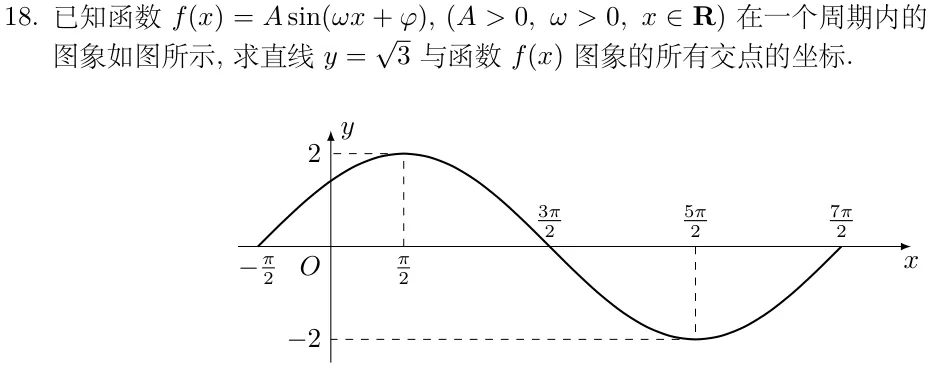 18. 已知函数 f(x) = A sin(ωx + φ), (A > 0, ω > 0, x ∈ R) 在一个周期内的
图象如图所示, 求直线 y = √3 与函数 f(x) 图象的所有交点的坐标.
y
2
3π/2
5π/2
7π/2
−π/2
O
π/2
x
−2